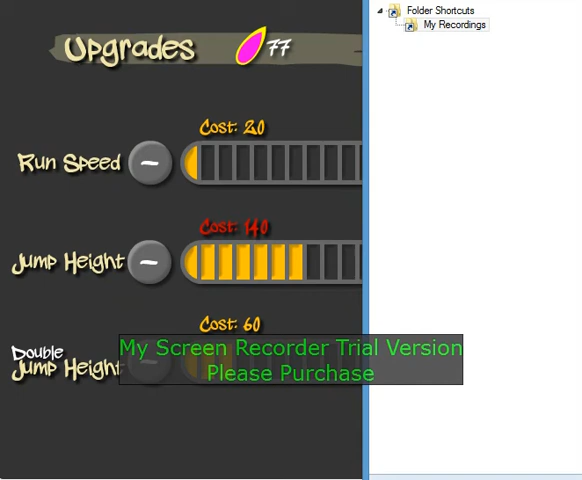 Folder Shortcuts
My Recordings
Upgrades 77
Cost: 20
Run Speed -
Cost: 140
Jump Height -
Cost: 60
Double
Jump Height
My Screen Recorder Trial Version
Please Purchase